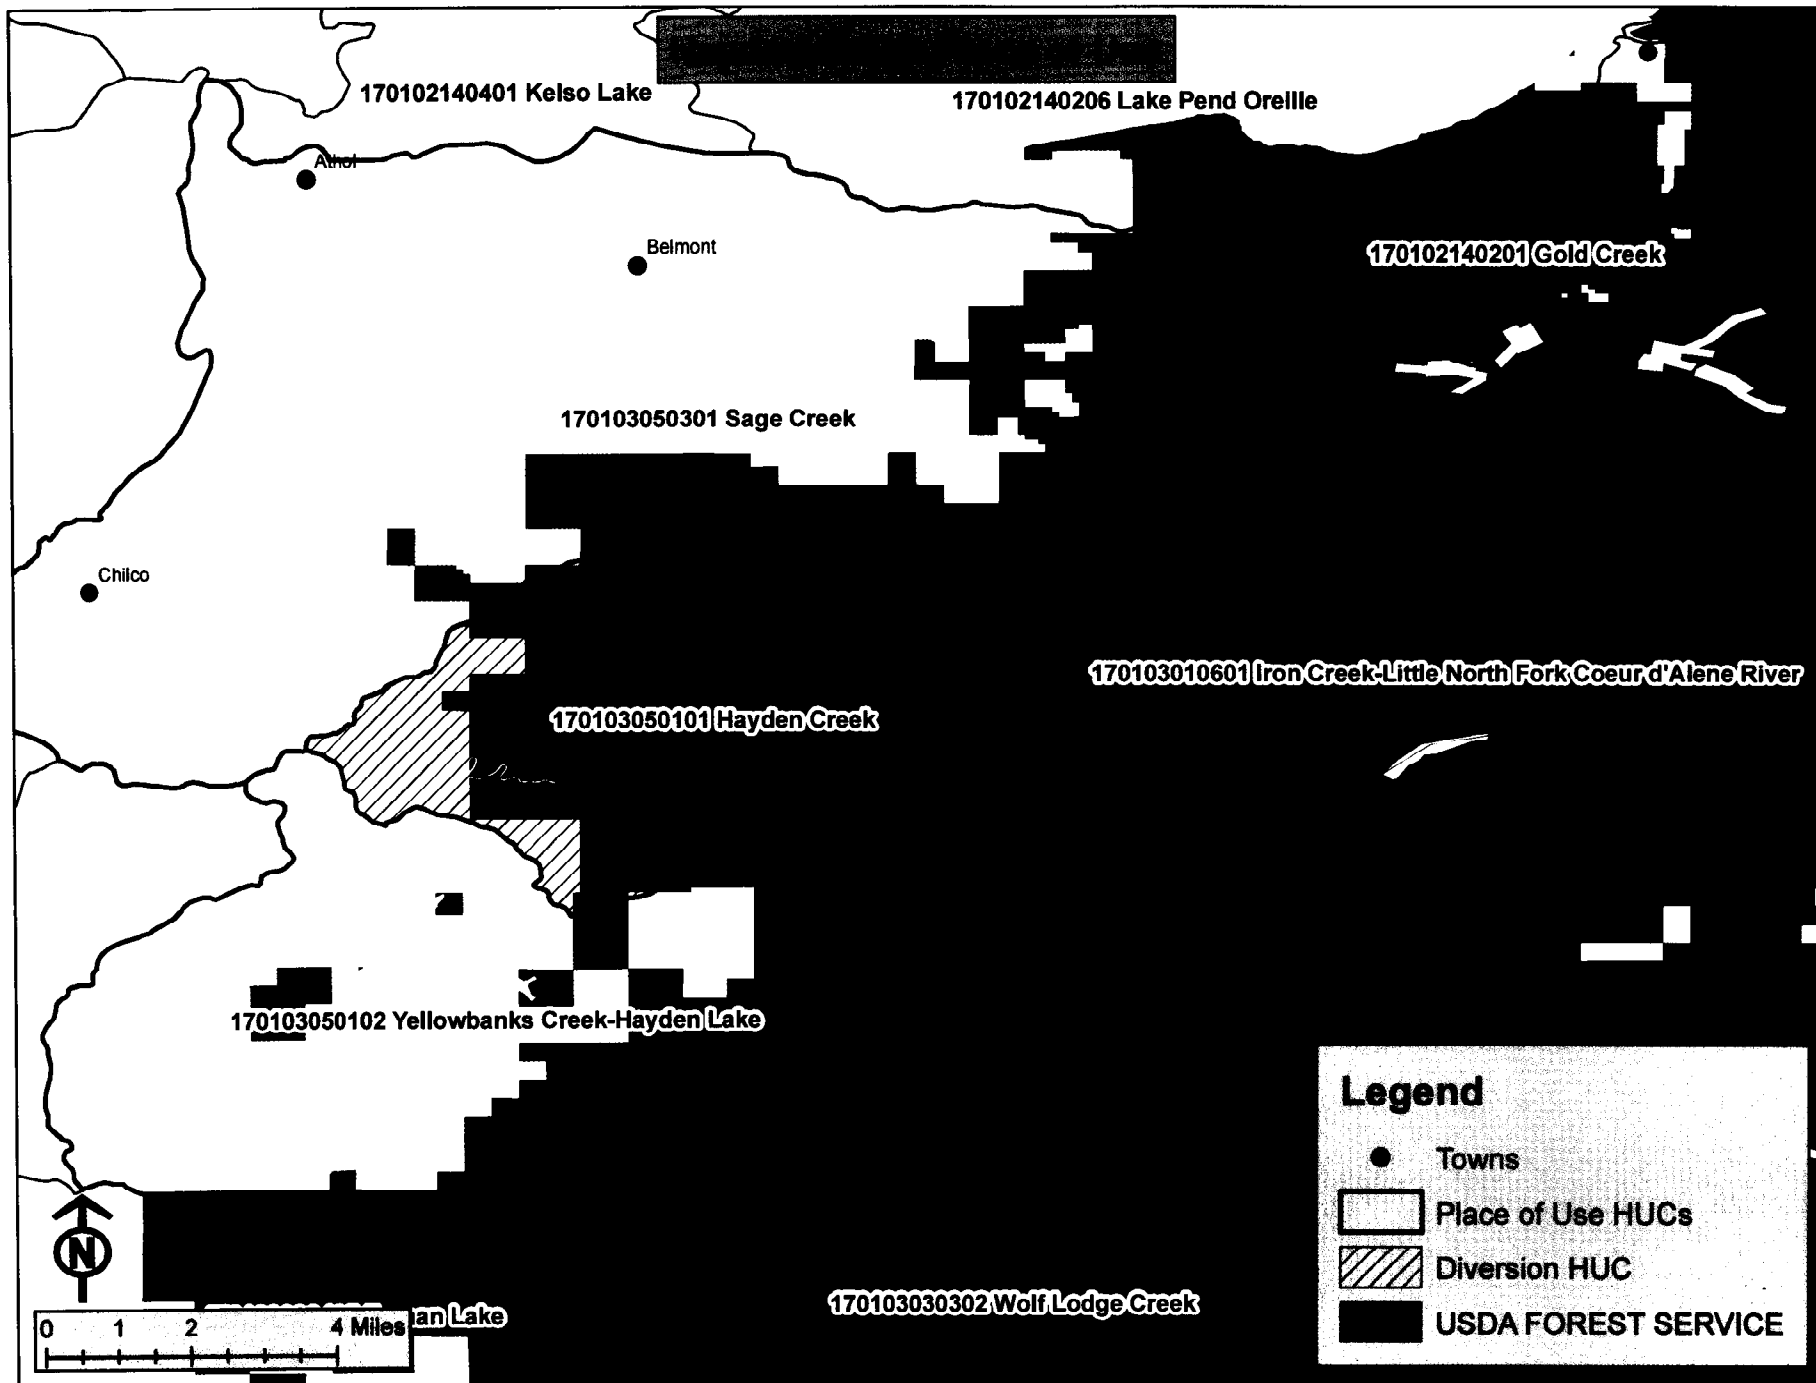 170102140401 Kelso Lake
170102140206 Lake Pend Oreille
Athol
Belmont
170102140201 Gold Creek
170103050301 Sage Creek
Chilco
170103010601 Iron Creek-Little North Fork Coeur d'Alene River
170103050101 Hayden Creek
170103050102 Yellowbanks Creek-Hayden Lake
Legend
Towns
Place of Use HUCs
Diversion HUC
USDA FOREST SERVICE
N
170103030302 Wolf Lodge Creek
Lake
0 1 2 4 Miles